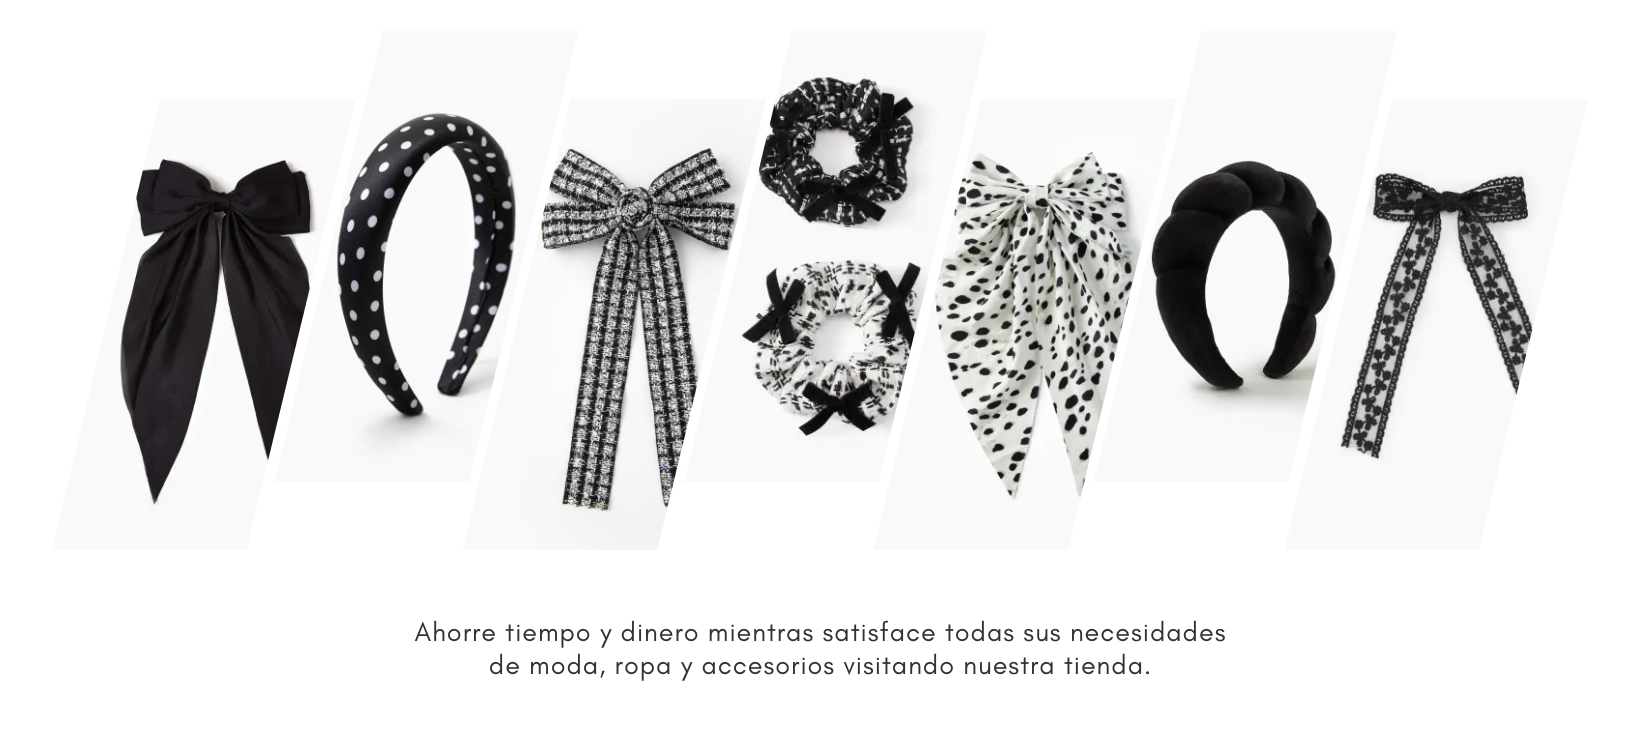 Ahorre tiempo y dinero mientras satisface todas sus necesidades
de moda, ropa y accesorios visitando nuestra tienda.